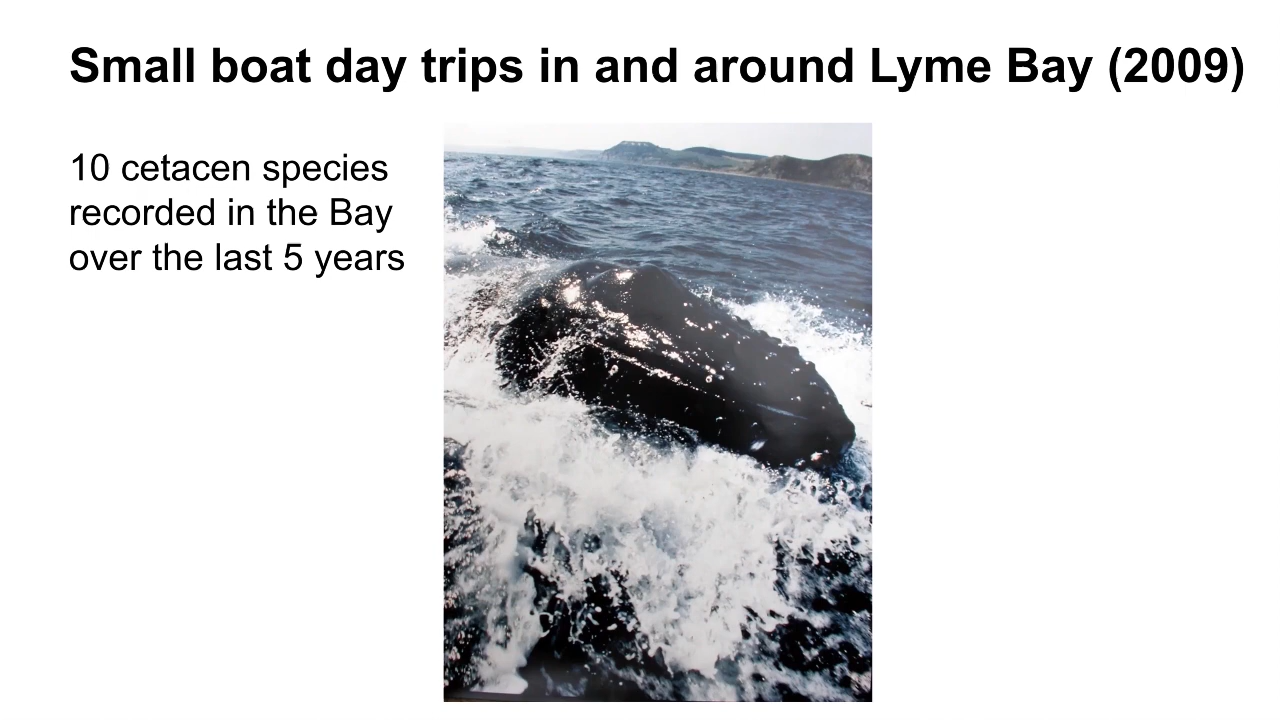 Small boat day trips in and around Lyme Bay (2009)
10 cetacen species
recorded in the Bay
over the last 5 years